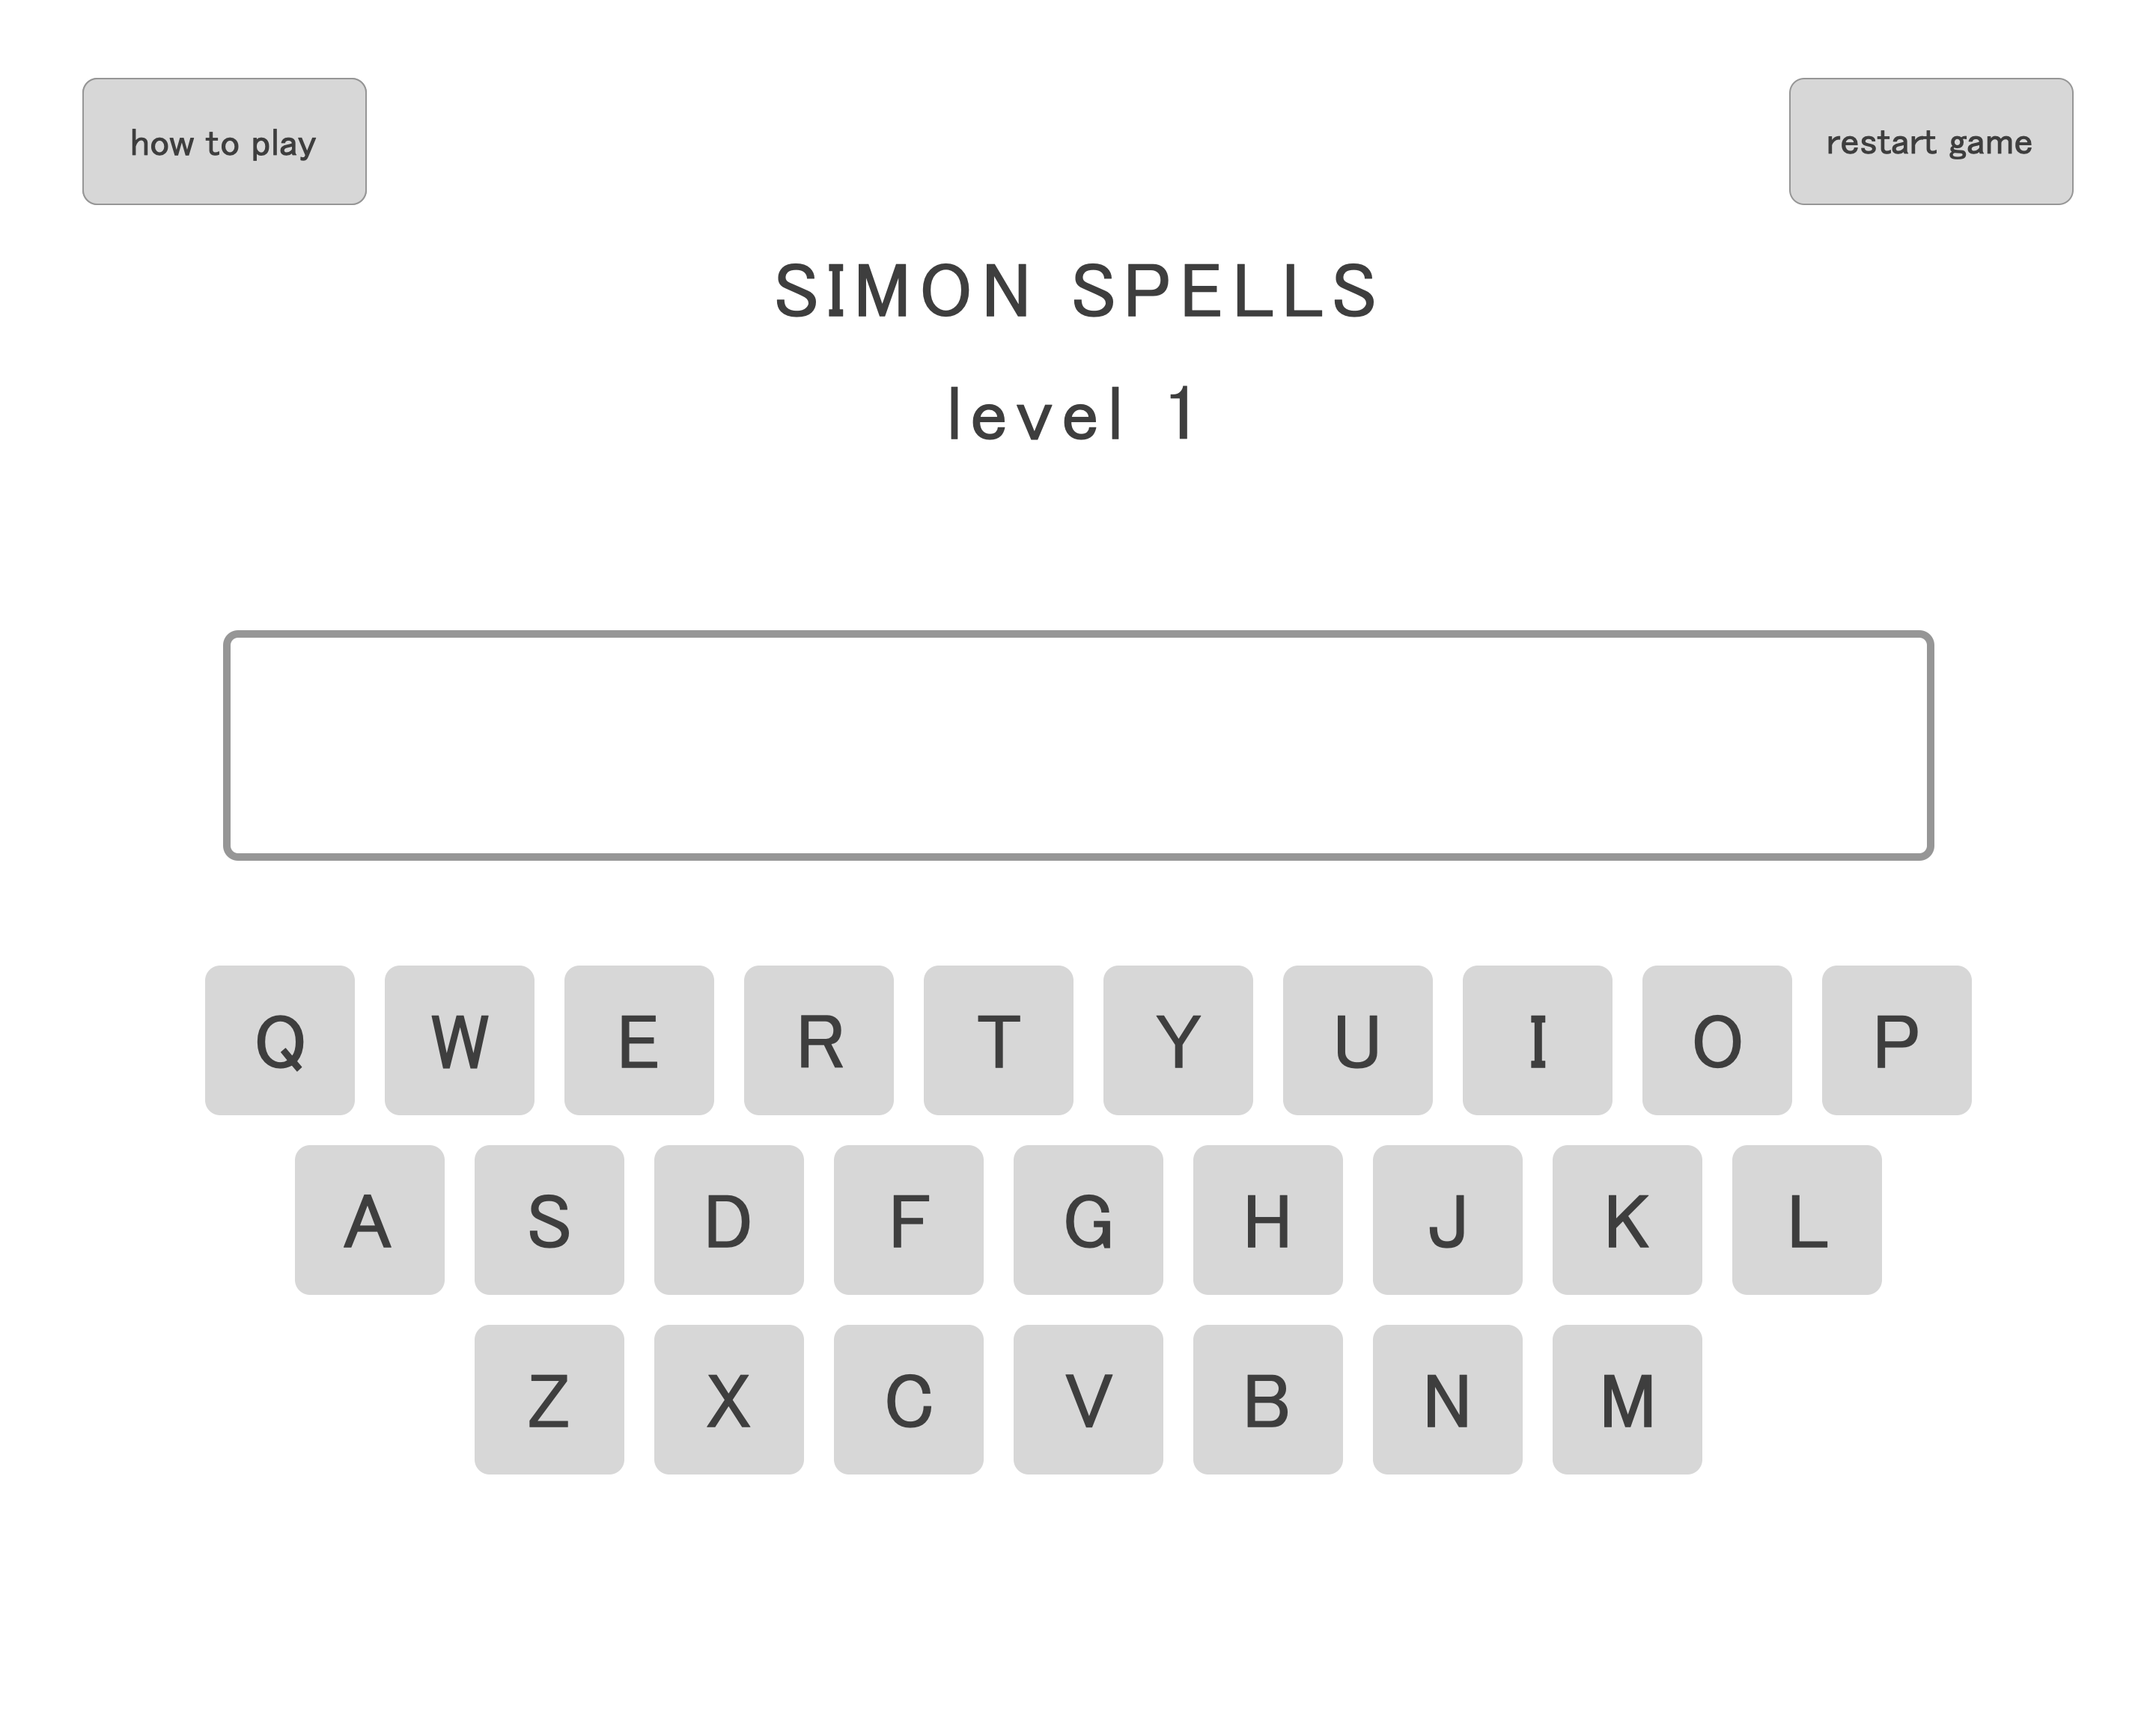 how to play
restart game
SIMON SPELLS
level 1
Q W E R T Y U I O P
A S D F G H J K L
Z X C V B N M